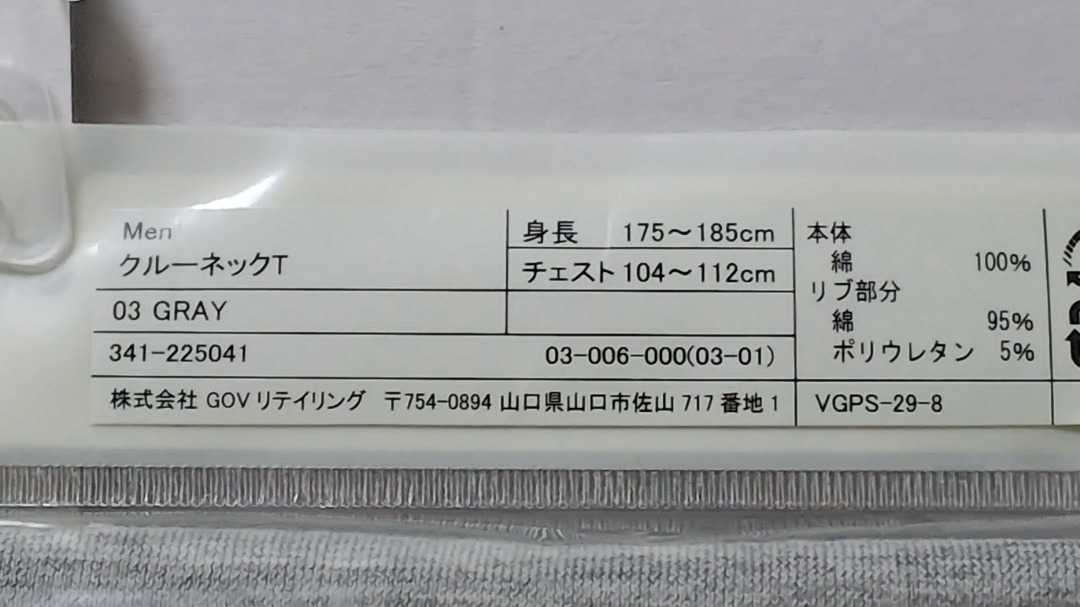 Men
クルーネックT
身長 175～185cm
チェスト 104～112cm
03 GRAY
341-225041 03-006-000(03-01)
株式会社 GOVリテイリング 〒754-0894 山口県山口市佐山 717 番地 1
本体
綿 100%
リブ部分
綿 95%
ポリウレタン 5%
VGPS-29-8